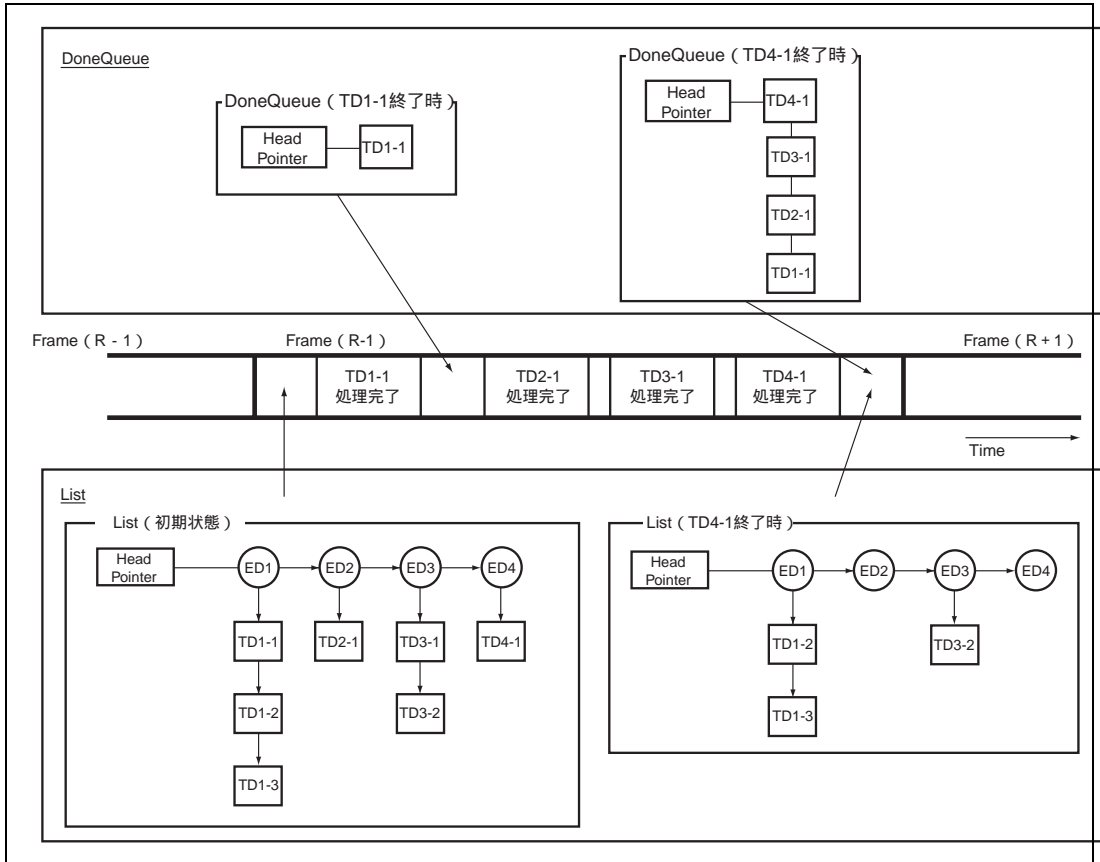 DoneQueue
DoneQueue（TD1-1終了時）
Head
Pointer
TD1-1
DoneQueue（TD4-1終了時）
Head
Pointer
TD4-1
TD3-1
TD2-1
TD1-1
Frame（R - 1）
Frame（R-1）
Frame（R + 1）
TD1-1
処理完了
TD2-1
処理完了
TD3-1
処理完了
TD4-1
処理完了
Time
List
List（初期状態）
Head
Pointer
ED1
ED2
ED3
ED4
TD1-1
TD2-1
TD3-1
TD4-1
TD1-2
TD3-2
TD1-3
List（TD4-1終了時）
Head
Pointer
ED1
ED2
ED3
ED4
TD1-2
TD3-2
TD1-3